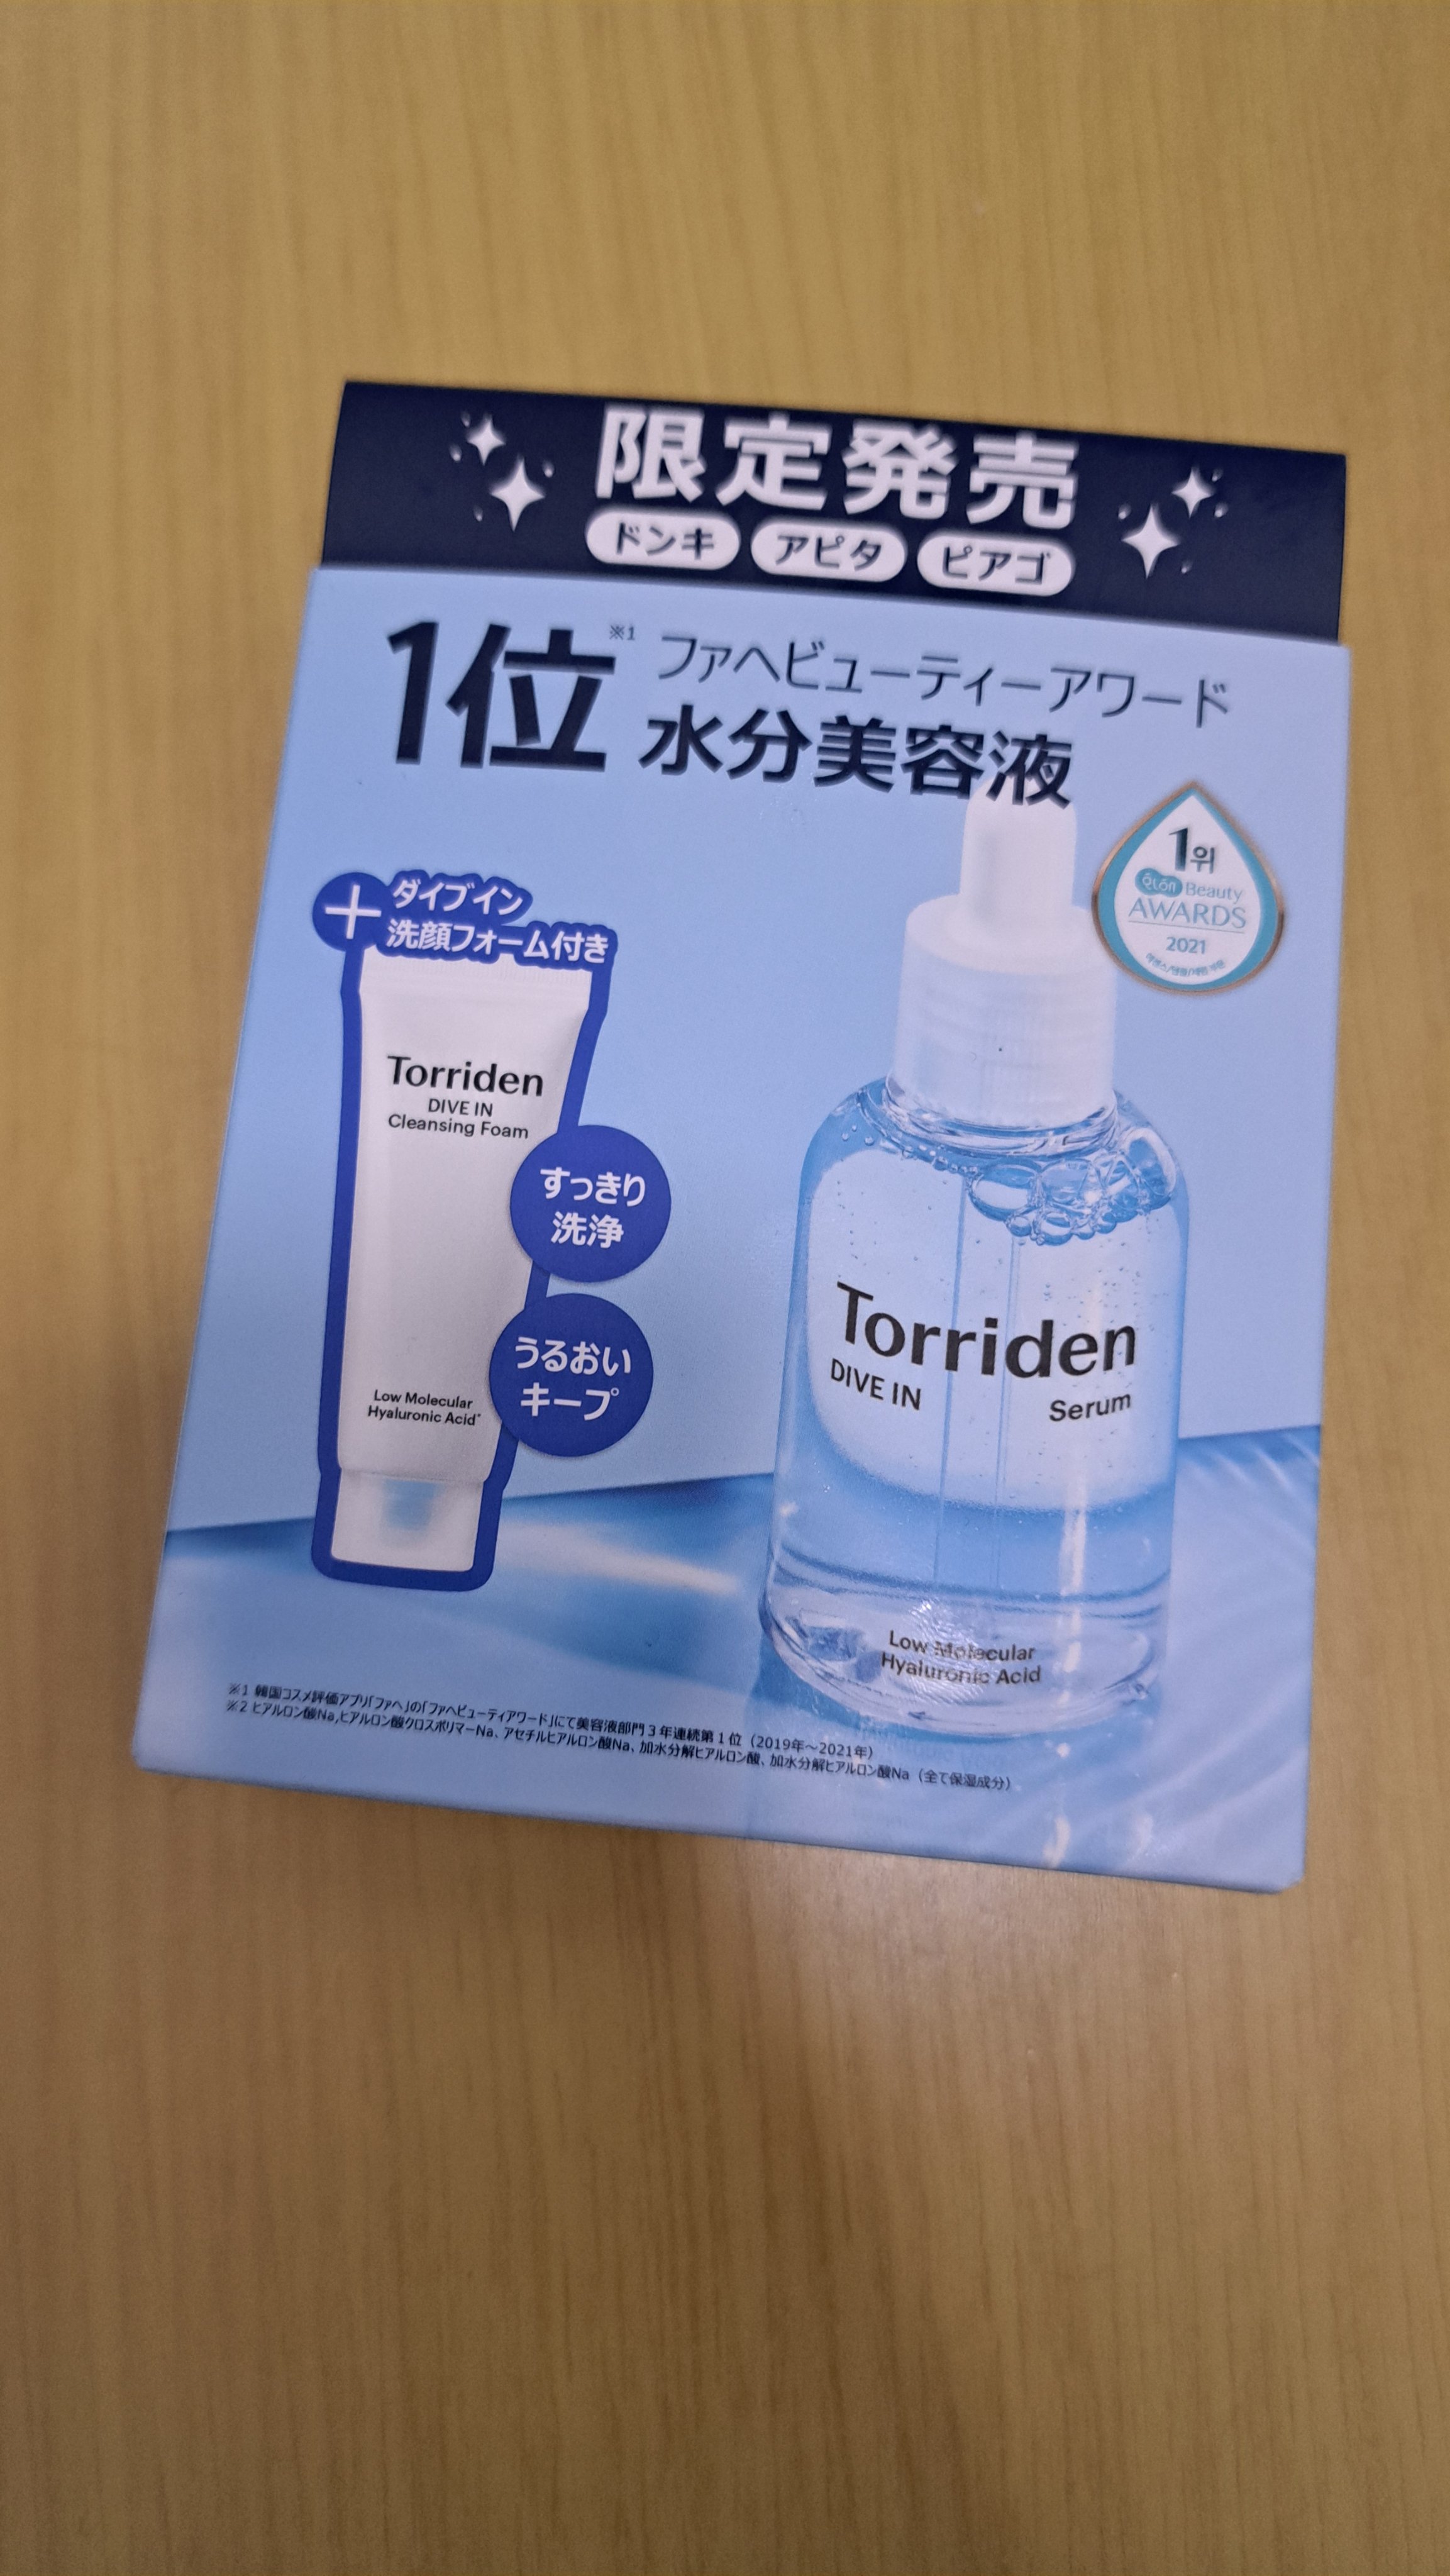 限定発売
ドンキ アピタ ピアゴ
1位※1 ファヘビューティーアワード
水分美容液
1위
Beauty
AWARDS
2021
+ ダイブイン
洗顔フォーム付き
Torriden
DIVE IN
Cleansing Foam
すっきり
洗浄
うるおい
キープ
Low Molecular
Hyaluronic Acid*
Torriden
DIVE IN Serum
Low Molecular
Hyaluronic Acid
※1 韓国コスメ評価アプリ「ファヘ」の「ファヘビューティアワード」にて美容液部門3年連続第1位（2019年～2021年）
※2 ヒアルロン酸Na,ヒアルロン酸クロスポリマーNa、アセチルヒアルロン酸Na、加水分解ヒアルロン酸、加水分解ヒアルロン酸Na（全て保湿成分）